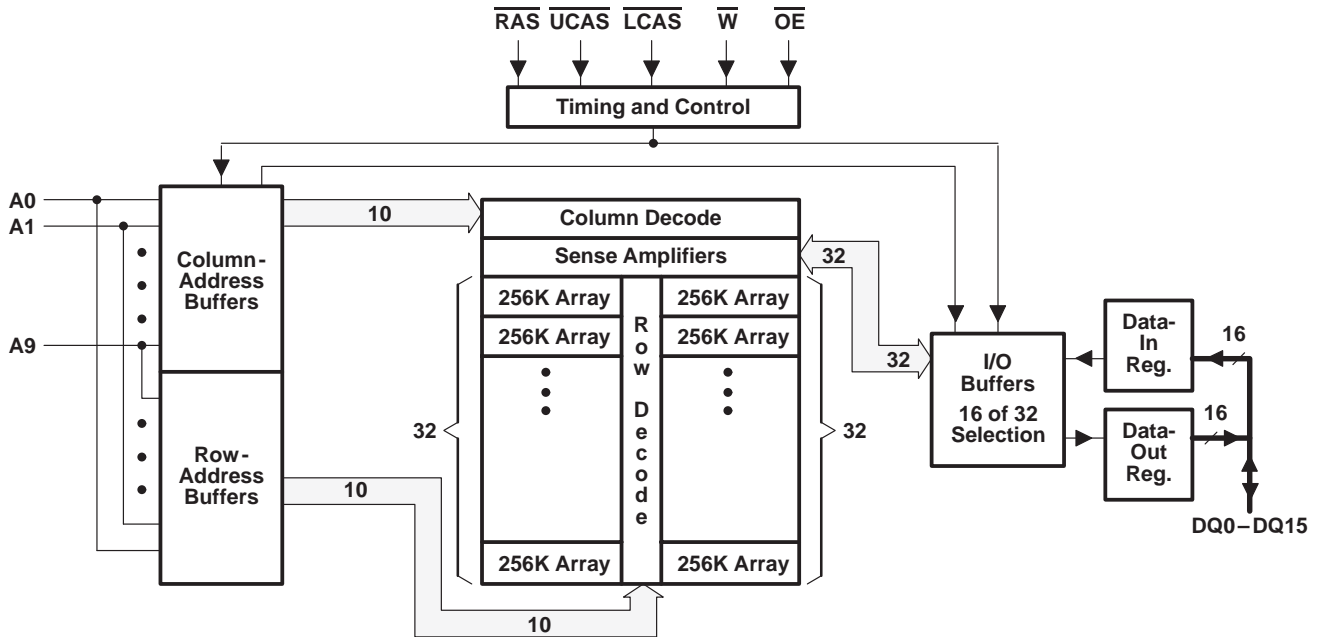 RAS UCAS LCAS W OE
Timing and Control
A0
A1
A9
Column-
Address
Buffers
Row-
Address
Buffers
10
10
10
Column Decode
Sense Amplifiers
256K Array
256K Array
256K Array
256K Array
256K Array
256K Array
Row Decode
32
32
32
32
I/O
Buffers
16 of 32
Selection
Data-
In
Reg.
16
Data-
Out
Reg.
16
DQ0–DQ15